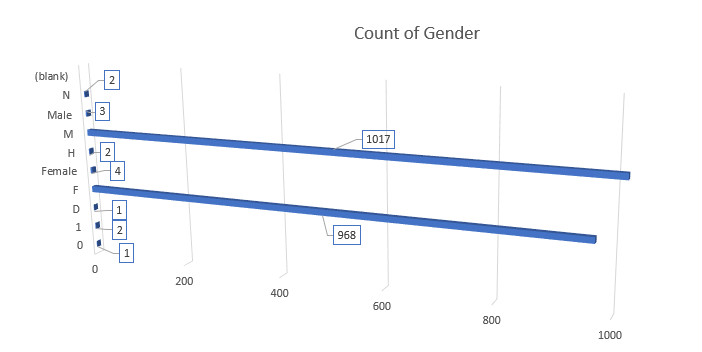 Count of Gender
(blank)
N
2
Male
3
M
1017
H
2
Female
4
F
968
D
1
1
2
0
1
0
200
400
600
800
1000